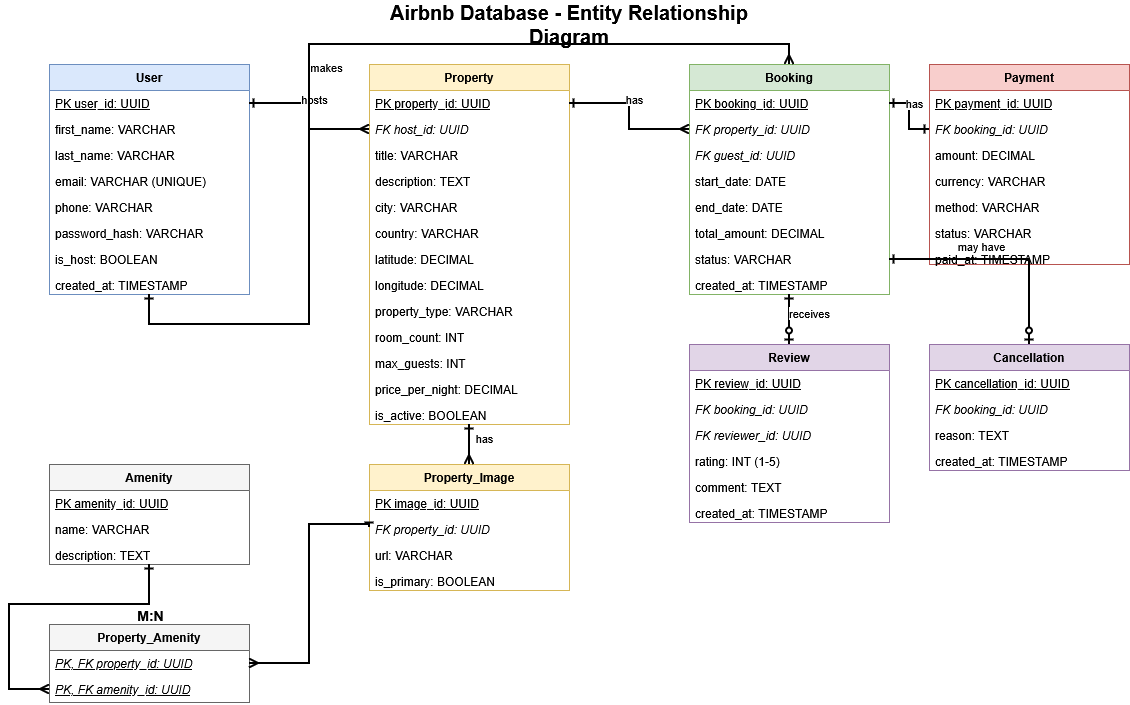 Airbnb Database - Entity Relationship
Diagram
makes
hosts
has
has
may have
receives
has
M:N
User
PK user_id: UUID
first_name: VARCHAR
last_name: VARCHAR
email: VARCHAR (UNIQUE)
phone: VARCHAR
password_hash: VARCHAR
is_host: BOOLEAN
created_at: TIMESTAMP
Property
PK property_id: UUID
FK host_id: UUID
title: VARCHAR
description: TEXT
city: VARCHAR
country: VARCHAR
latitude: DECIMAL
longitude: DECIMAL
property_type: VARCHAR
room_count: INT
max_guests: INT
price_per_night: DECIMAL
is_active: BOOLEAN
Booking
PK booking_id: UUID
FK property_id: UUID
FK guest_id: UUID
start_date: DATE
end_date: DATE
total_amount: DECIMAL
status: VARCHAR
created_at: TIMESTAMP
Payment
PK payment_id: UUID
FK booking_id: UUID
amount: DECIMAL
currency: VARCHAR
method: VARCHAR
status: VARCHAR
paid_at: TIMESTAMP
Review
PK review_id: UUID
FK booking_id: UUID
FK reviewer_id: UUID
rating: INT (1-5)
comment: TEXT
created_at: TIMESTAMP
Cancellation
PK cancellation_id: UUID
FK booking_id: UUID
reason: TEXT
created_at: TIMESTAMP
Amenity
PK amenity_id: UUID
name: VARCHAR
description: TEXT
Property_Image
PK image_id: UUID
FK property_id: UUID
url: VARCHAR
is_primary: BOOLEAN
Property_Amenity
PK, FK property_id: UUID
PK, FK amenity_id: UUID